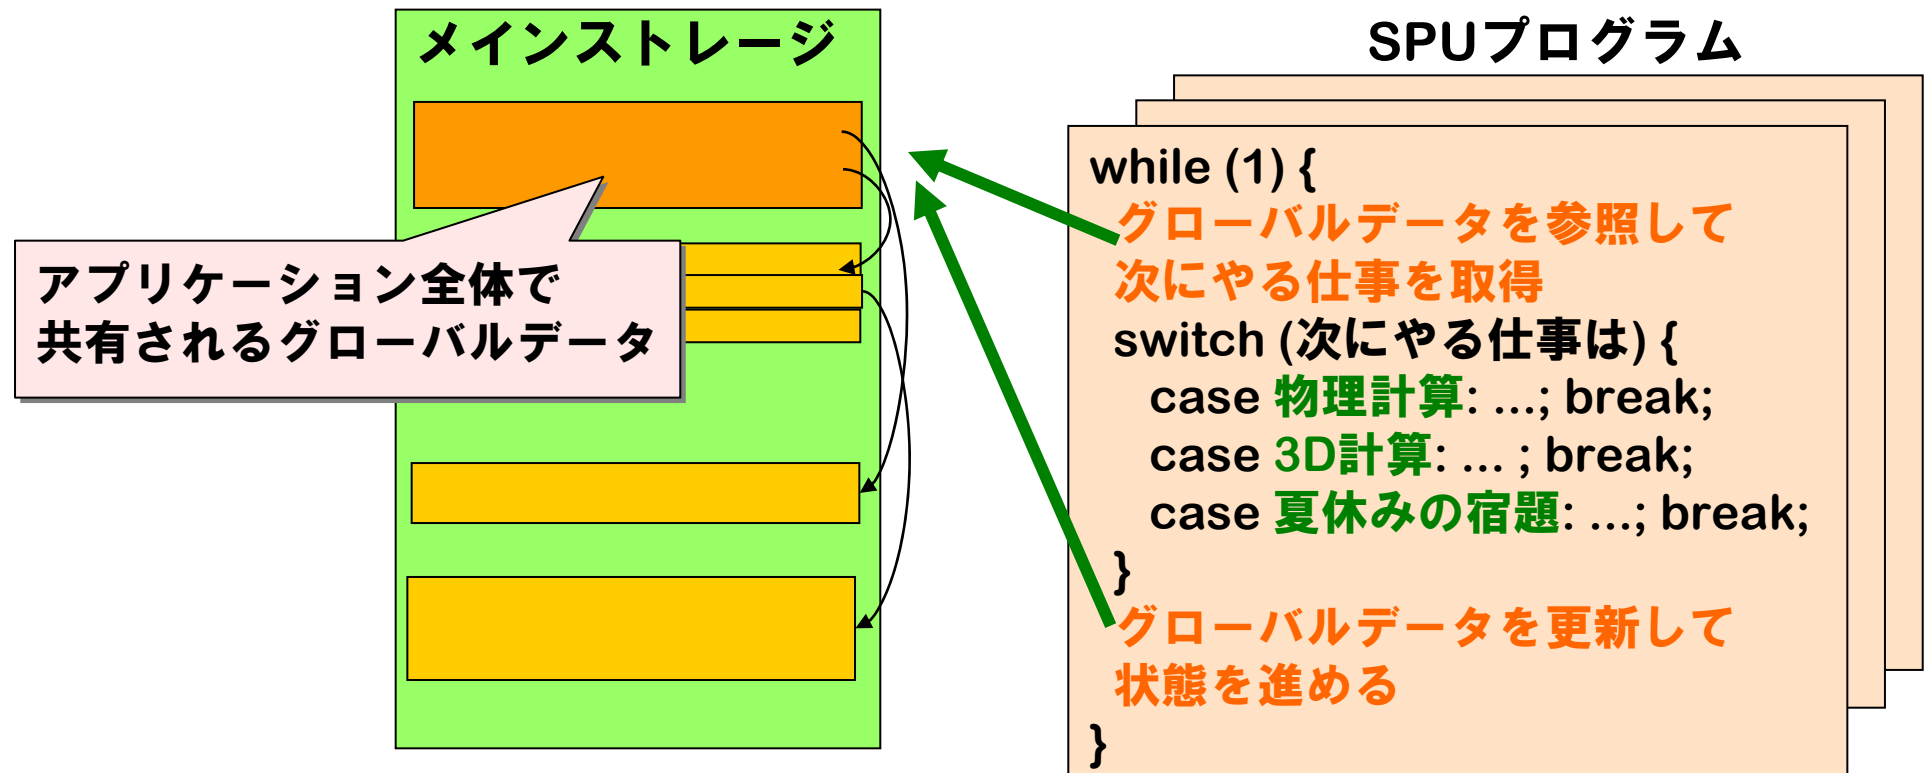 メインストレージ
アプリケーション全体で
共有されるグローバルデータ
SPUプログラム
while (1) {
グローバルデータを参照して
次にやる仕事を取得
switch (次にやる仕事は) {
case 物理計算: ...; break;
case 3D計算: ... ; break;
case 夏休みの宿題: ...; break;
}
グローバルデータを更新して
状態を進める
}